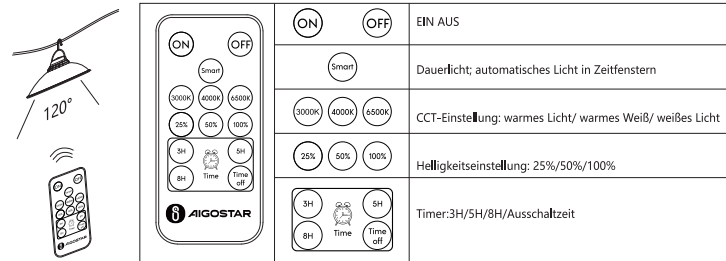 120°
AIGOSTAR
ON OFF
Smart
3000K 4000K 6500K
25% 50% 100%
3H 5H
8H Time Time off
AIGOSTAR
ON OFF EIN AUS
Smart Dauerlicht; automatisches Licht in Zeitfenstern
3000K 4000K 6500K CCT-Einstellung: warmes Licht/ warmes Weiß/ weißes Licht
25% 50% 100% Helligkeitseinstellung: 25%/50%/100%
3H 5H Timer:3H/5H/8H/Ausschaltzeit
8H Time Time off